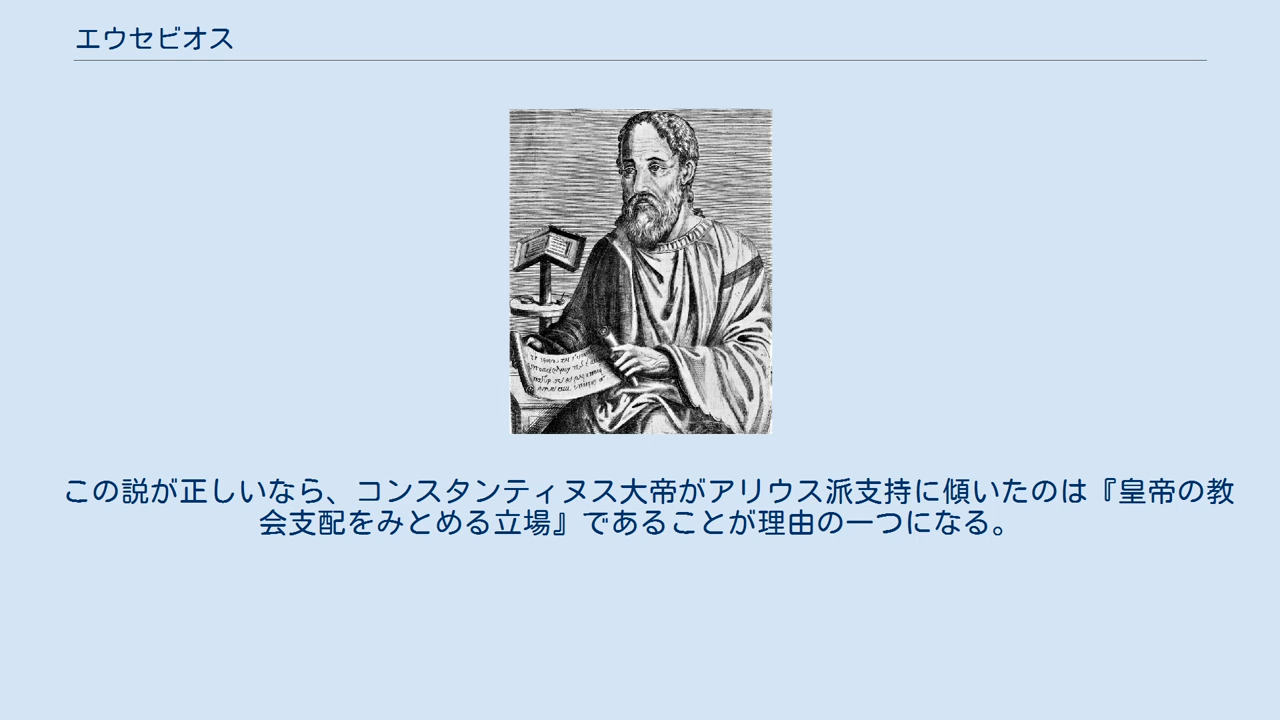 エウセビオス
この説が正しいなら、コンスタンティヌス大帝がアリウス派支持に傾いたのは『皇帝の教
会支配をみとめる立場』であることが理由の一つになる。